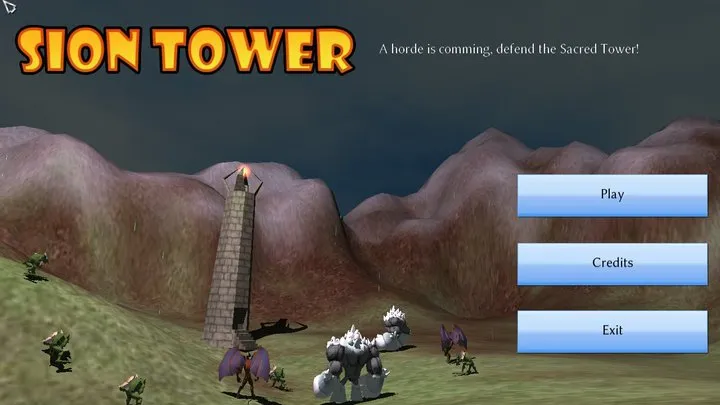 SION TOWER
A horde is comming, defend the Sacred Tower!
Play
Credits
Exit